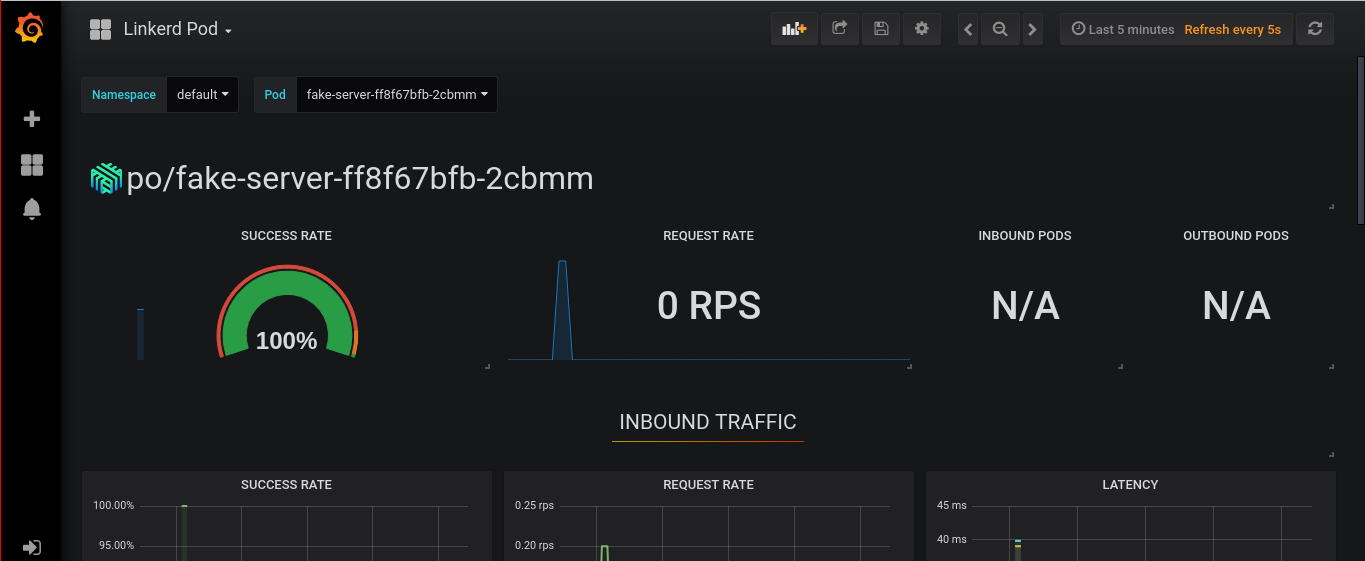 Linkerd Pod
Last 5 minutes Refresh every 5s
Namespace default Pod fake-server-ff8f67bfb-2cbmm
po/fake-server-ff8f67bfb-2cbmm
SUCCESS RATE REQUEST RATE INBOUND PODS OUTBOUND PODS
100% 0 RPS N/A N/A
INBOUND TRAFFIC
SUCCESS RATE REQUEST RATE LATENCY
100.00% 0.25 rps 45 ms
95.00% 0.20 rps 40 ms